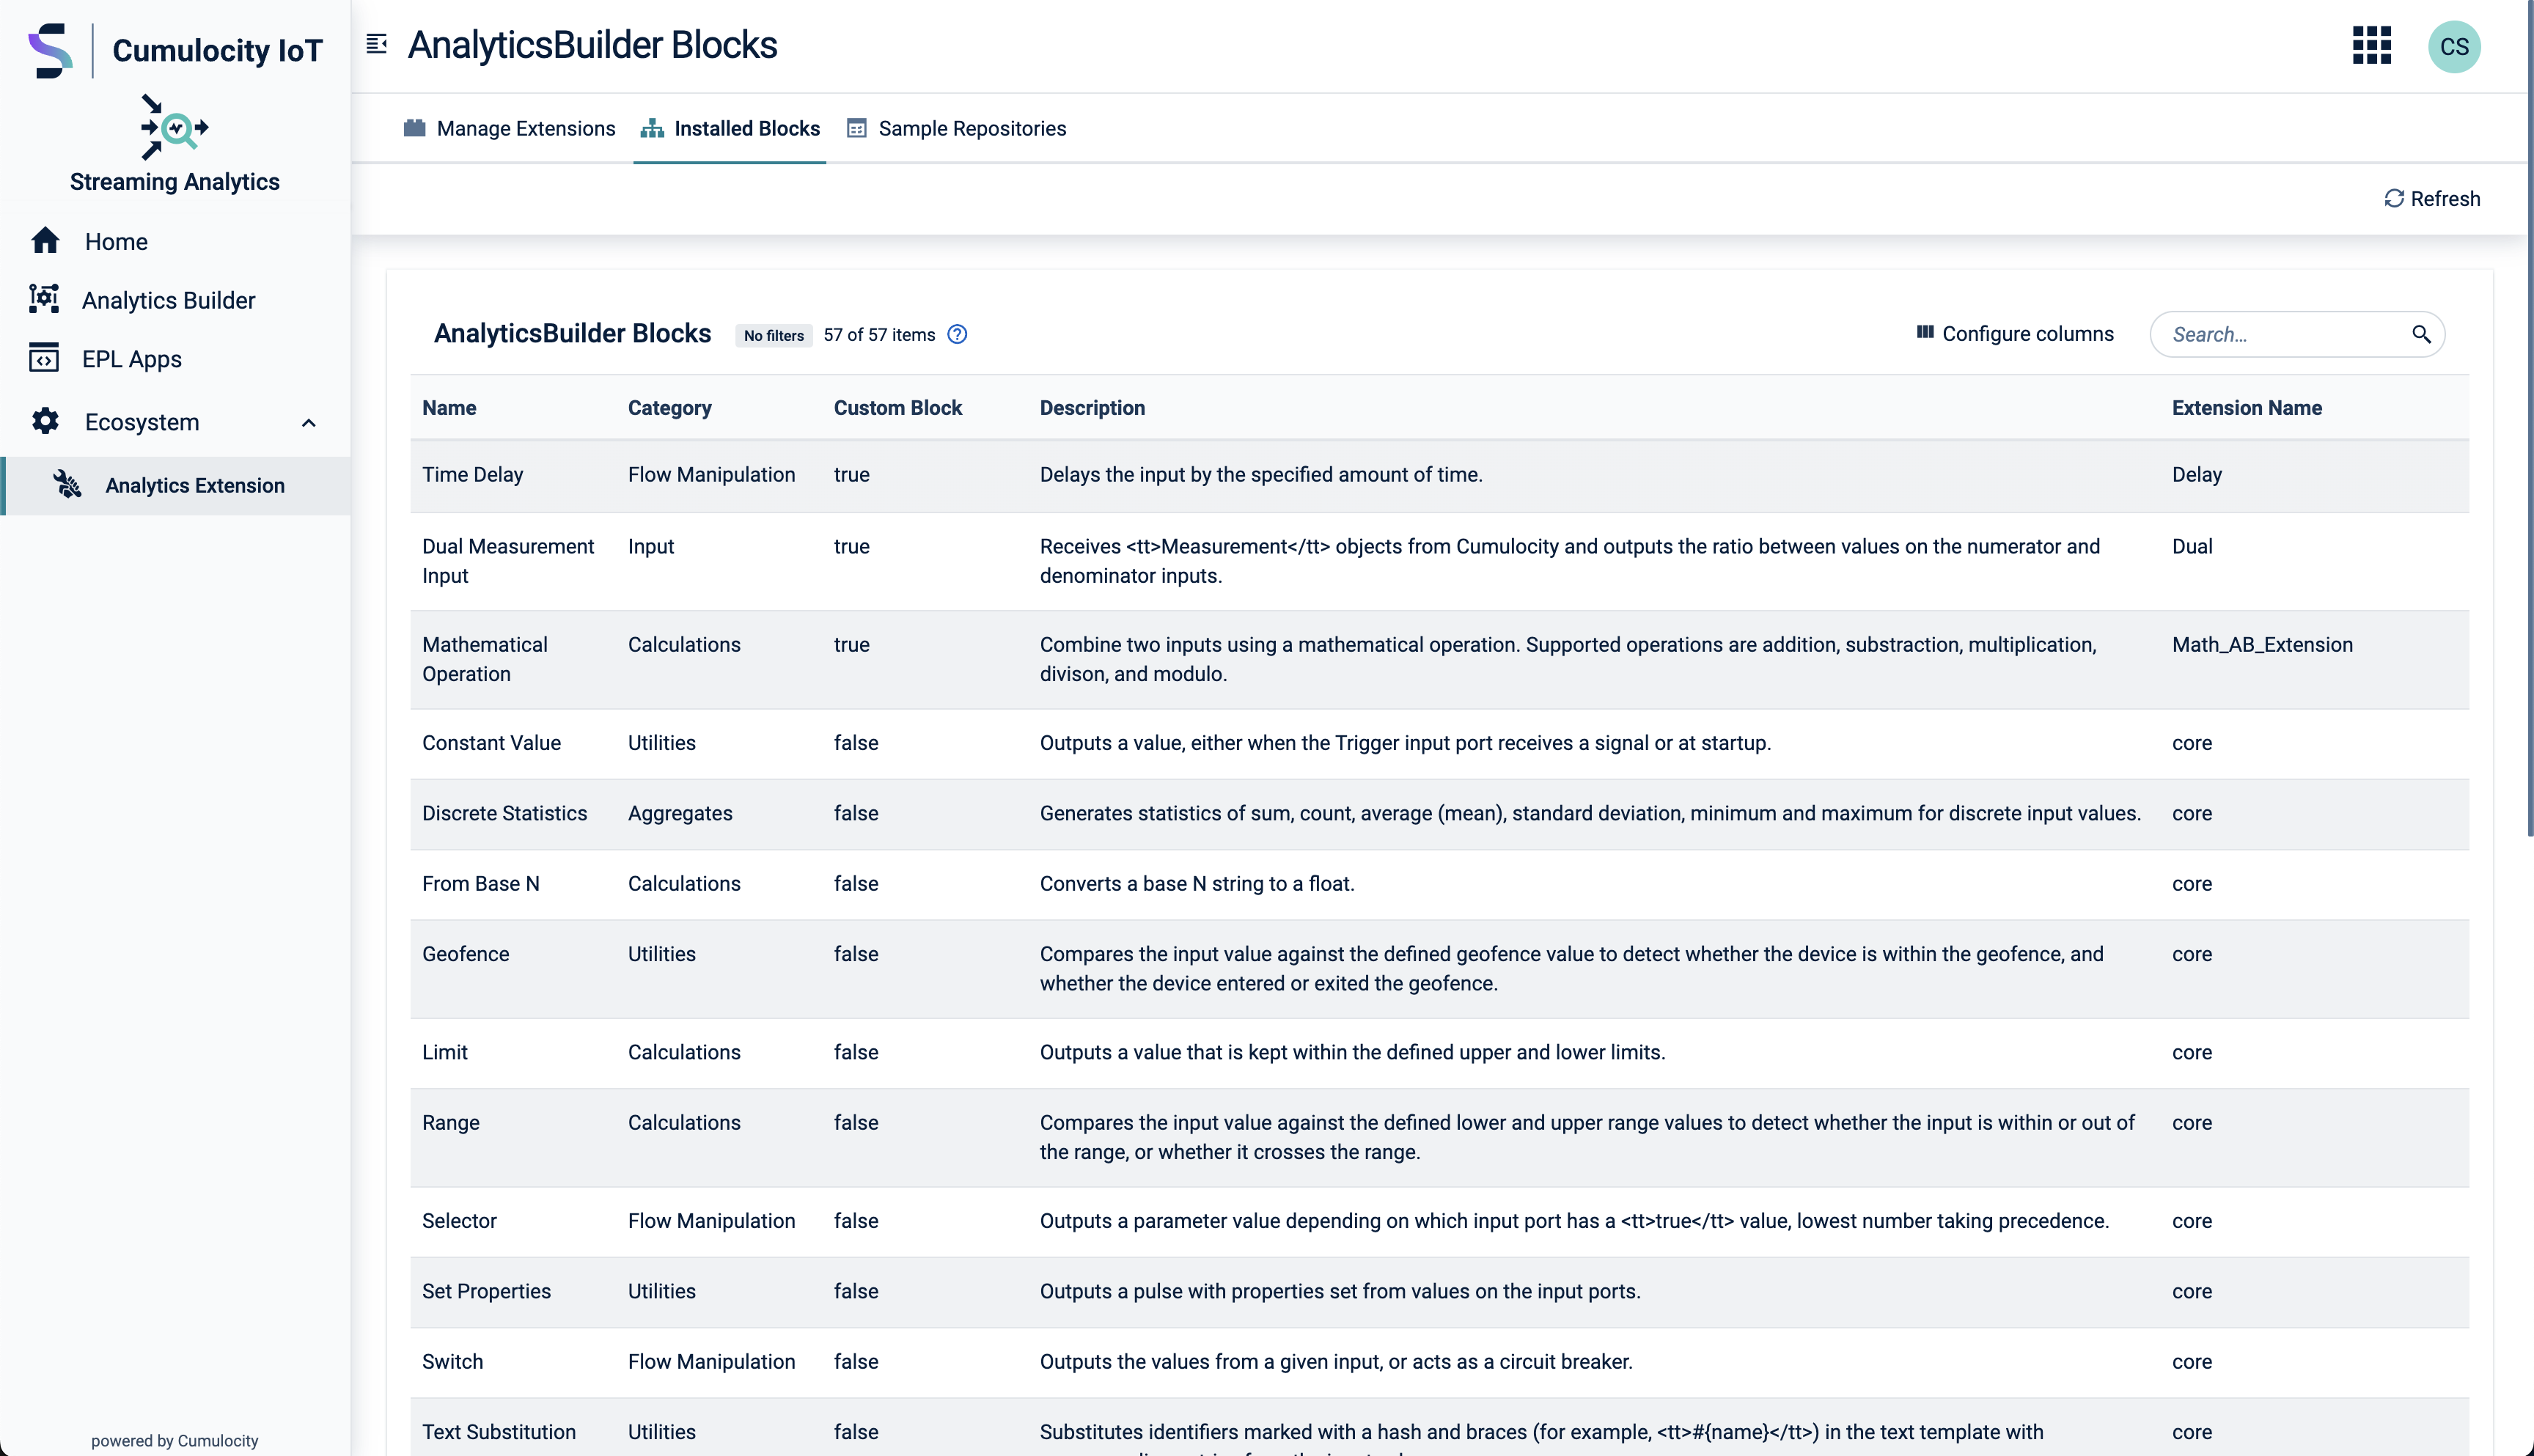 Cumulocity IoT
AnalyticsBuilder Blocks
CS
Streaming Analytics
Manage Extensions
Installed Blocks
Sample Repositories
Refresh
Home
Analytics Builder
EPL Apps
Ecosystem
Analytics Extension
AnalyticsBuilder Blocks No filters 57 of 57 items
Configure columns
Search...
Name Category Custom Block Description Extension Name
Time Delay Flow Manipulation true Delays the input by the specified amount of time. Delay
Dual Measurement Input true Receives <tt>Measurement</tt> objects from Cumulocity and outputs the ratio between values on the numerator and Dual
Input denominator inputs.
Mathematical Calculations true Combine two inputs using a mathematical operation. Supported operations are addition, substraction, multiplication, Math_AB_Extension
Operation divison, and modulo.
Constant Value Utilities false Outputs a value, either when the Trigger input port receives a signal or at startup. core
Discrete Statistics Aggregates false Generates statistics of sum, count, average (mean), standard deviation, minimum and maximum for discrete input values. core
From Base N Calculations false Converts a base N string to a float. core
Geofence Utilities false Compares the input value against the defined geofence value to detect whether the device is within the geofence, and core
whether the device entered or exited the geofence.
Limit Calculations false Outputs a value that is kept within the defined upper and lower limits. core
Range Calculations false Compares the input value against the defined lower and upper range values to detect whether the input is within or out of core
the range, or whether it crosses the range.
Selector Flow Manipulation false Outputs a parameter value depending on which input port has a <tt>true</tt> value, lowest number taking precedence. core
Set Properties Utilities false Outputs a pulse with properties set from values on the input ports. core
Switch Flow Manipulation false Outputs the values from a given input, or acts as a circuit breaker. core
Text Substitution Utilities false Substitutes identifiers marked with a hash and braces (for example, <tt>#{name}</tt>) in the text template with core
powered by Cumulocity